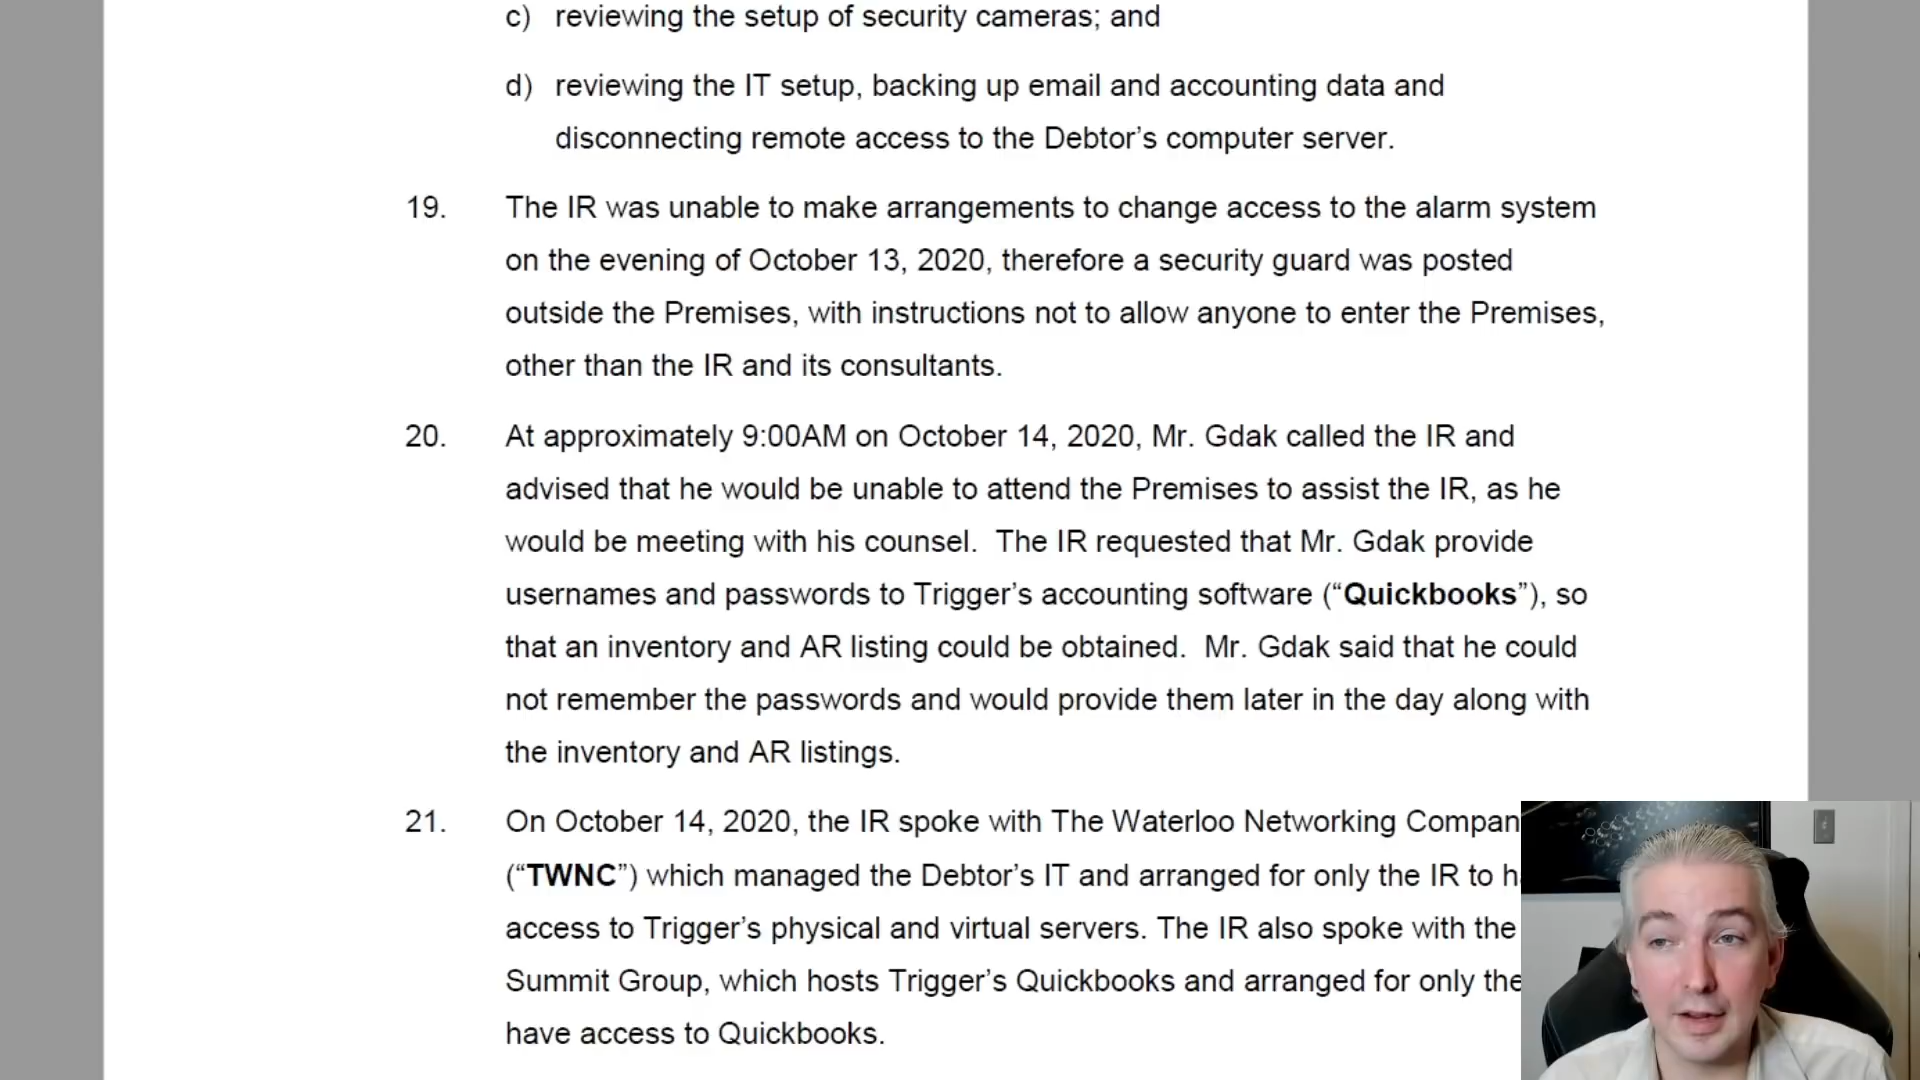 c) reviewing the setup of security cameras; and
d) reviewing the IT setup, backing up email and accounting data and
disconnecting remote access to the Debtor’s computer server.
19. The IR was unable to make arrangements to change access to the alarm system
on the evening of October 13, 2020, therefore a security guard was posted
outside the Premises, with instructions not to allow anyone to enter the Premises,
other than the IR and its consultants.
20. At approximately 9:00AM on October 14, 2020, Mr. Gdak called the IR and
advised that he would be unable to attend the Premises to assist the IR, as he
would be meeting with his counsel. The IR requested that Mr. Gdak provide
usernames and passwords to Trigger’s accounting software (“Quickbooks”), so
that an inventory and AR listing could be obtained. Mr. Gdak said that he could
not remember the passwords and would provide them later in the day along with
the inventory and AR listings.
21. On October 14, 2020, the IR spoke with The Waterloo Networking Compan
(“TWNC”) which managed the Debtor’s IT and arranged for only the IR to h
access to Trigger’s physical and virtual servers. The IR also spoke with the
Summit Group, which hosts Trigger’s Quickbooks and arranged for only the
have access to Quickbooks.